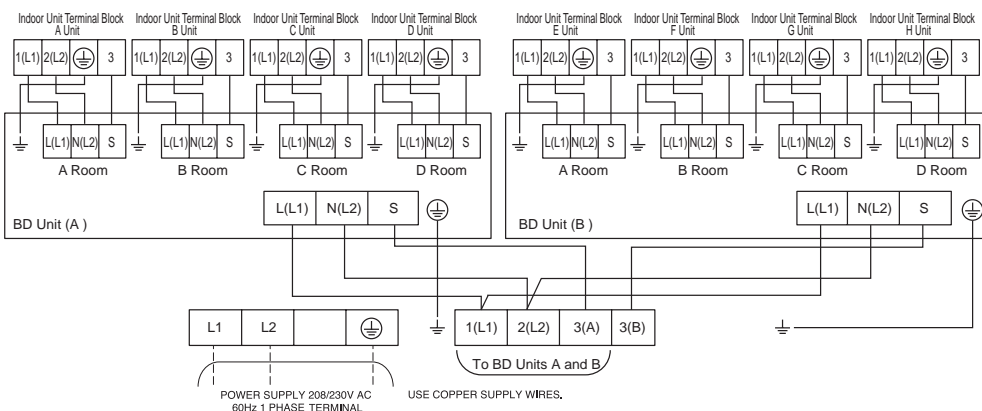 Indoor Unit Terminal Block Indoor Unit Terminal Block Indoor Unit Terminal Block Indoor Unit Terminal Block Indoor Unit Terminal Block Indoor Unit Terminal Block Indoor Unit Terminal Block Indoor Unit Terminal Block
A Unit B Unit C Unit D Unit E Unit F Unit G Unit H Unit
1(L1) 2(L2) 3 1(L1) 2(L2) 3 1(L1) 2(L2) 3 1(L1) 2(L2) 3 1(L1) 2(L2) 3 1(L1) 2(L2) 3 1(L1) 2(L2) 3 1(L1) 2(L2) 3
L(L1) N(L2) S L(L1) N(L2) S L(L1) N(L2) S L(L1) N(L2) S L(L1) N(L2) S L(L1) N(L2) S L(L1) N(L2) S L(L1) N(L2) S
A Room B Room C Room D Room A Room B Room C Room D Room
L(L1) N(L2) S L(L1) N(L2) S
BD Unit (A ) BD Unit (B )
L1 L2 1(L1) 2(L2) 3(A) 3(B)
To BD Units A and B
POWER SUPPLY 208/230V AC USE COPPER SUPPLY WIRES.
60Hz 1 PHASE TERMINAL